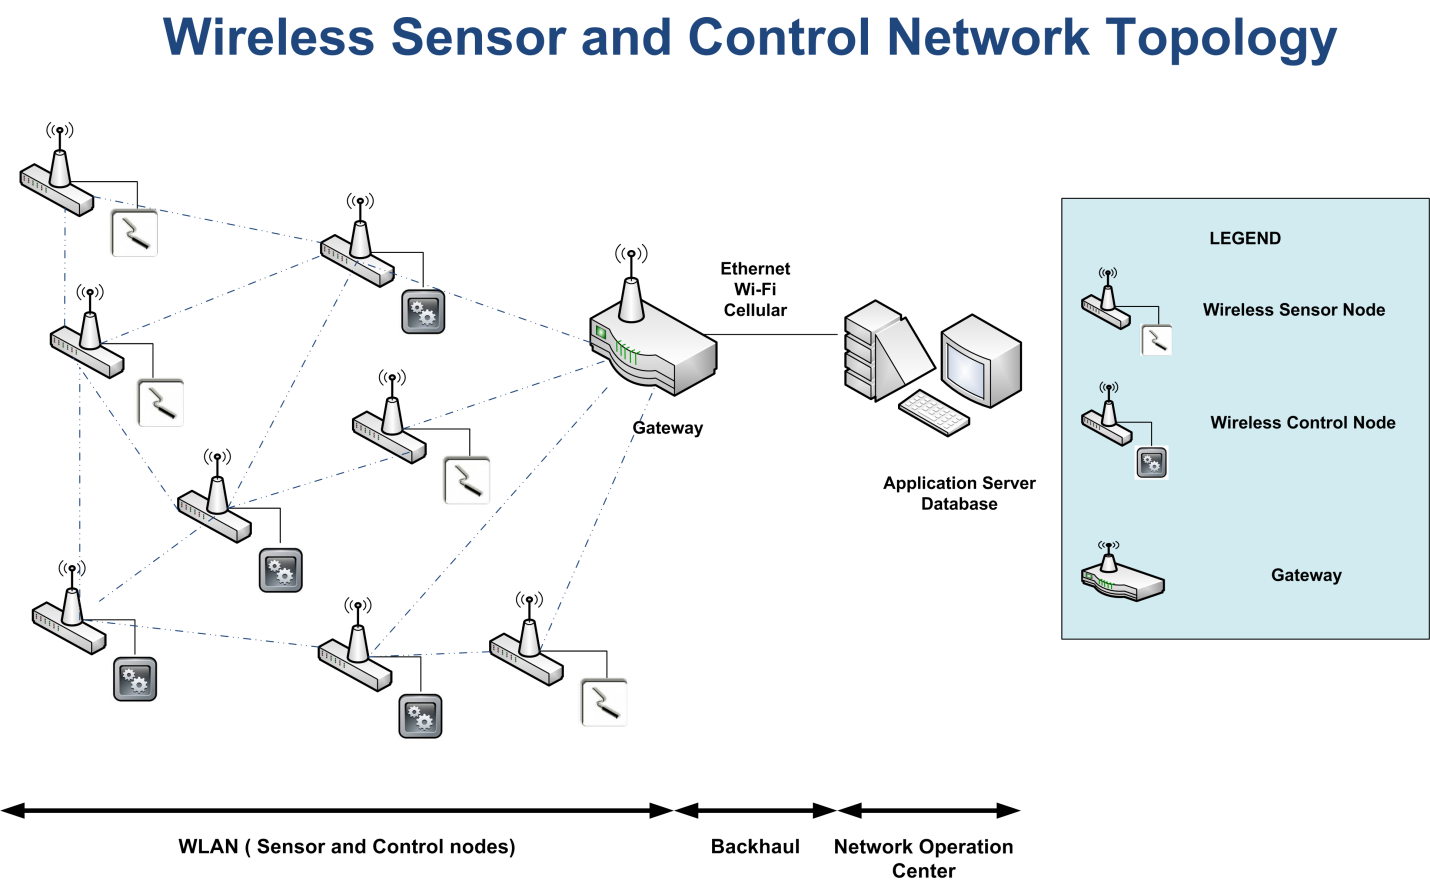 Wireless Sensor and Control Network Topology
Ethernet
Wi-Fi
Cellular
Gateway
Application Server
Database
LEGEND
Wireless Sensor Node
Wireless Control Node
Gateway
WLAN ( Sensor and Control nodes)
Backhaul
Network Operation
Center